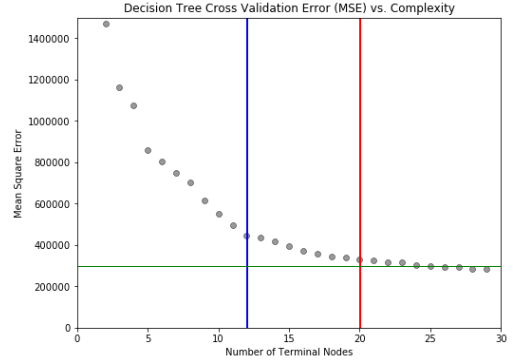 Decision Tree Cross Validation Error (MSE) vs. Complexity
1400000
1200000
1000000
800000
600000
400000
200000
0
Mean Square Error
0 5 10 15 20 25 30
Number of Terminal Nodes